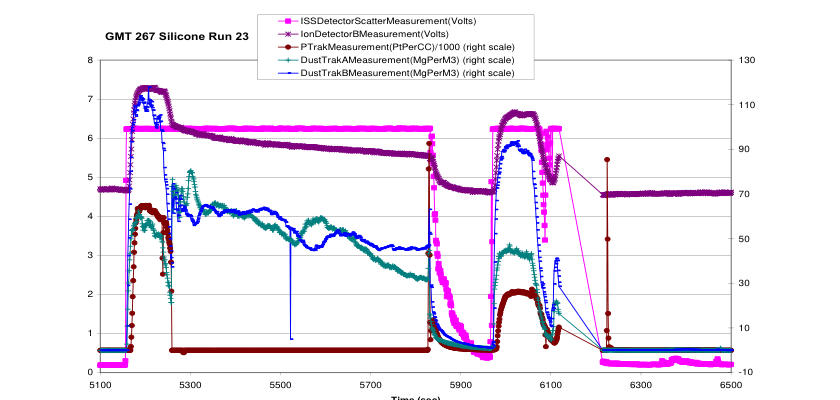 GMT 267 Silicone Run 23
ISSDetectorScatterMeasurement(Volts)
IonDetectorBMeasurement(Volts)
PTrakMeasurement(PtPerCC)/1000 (right scale)
DustTrakAMeasurement(MgPerM3) (right scale)
DustTrakBMeasurement(MgPerM3) (right scale)
8
7
6
5
4
3
2
1
0
130
110
90
70
50
30
10
-10
5100 5300 5500 5700 5900 6100 6300 6500
Time (sec)